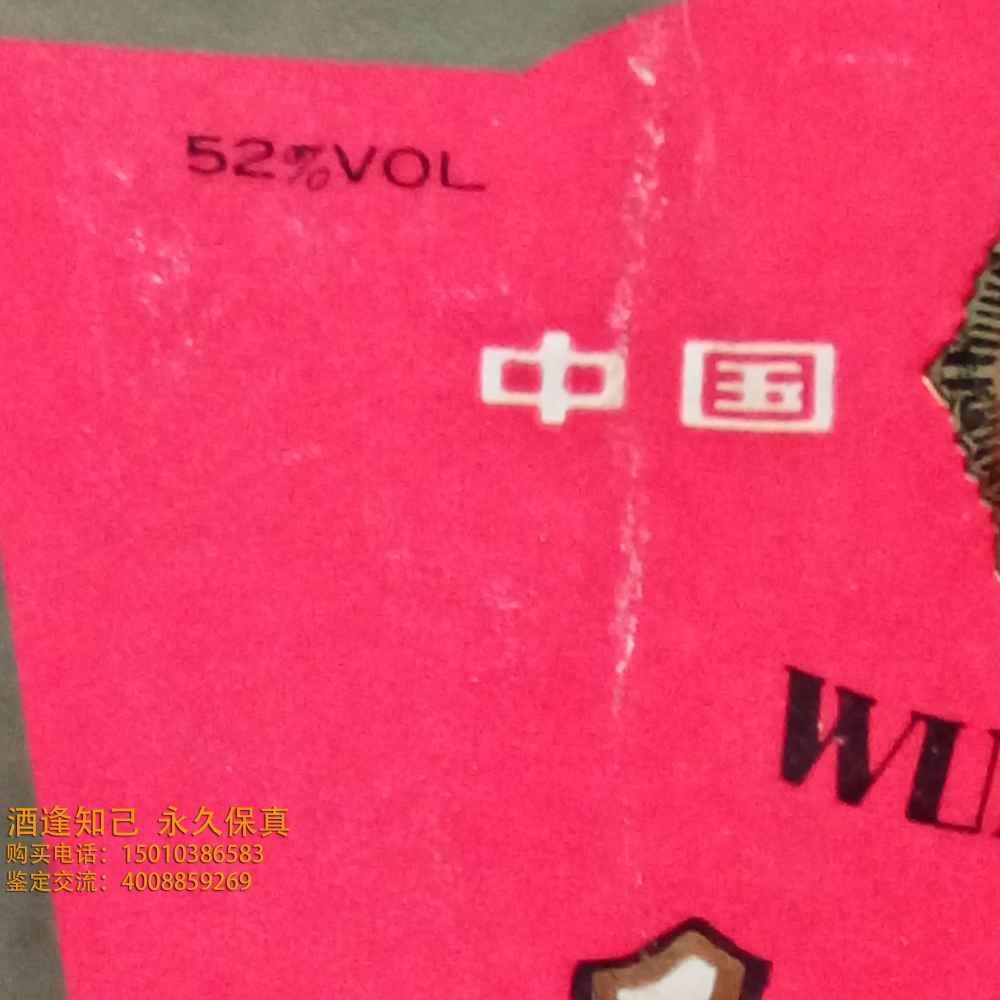 52%VOL
中国
WU
酒逢知己 永久保真
购买电话：15010386583
鉴定交流：4008859269